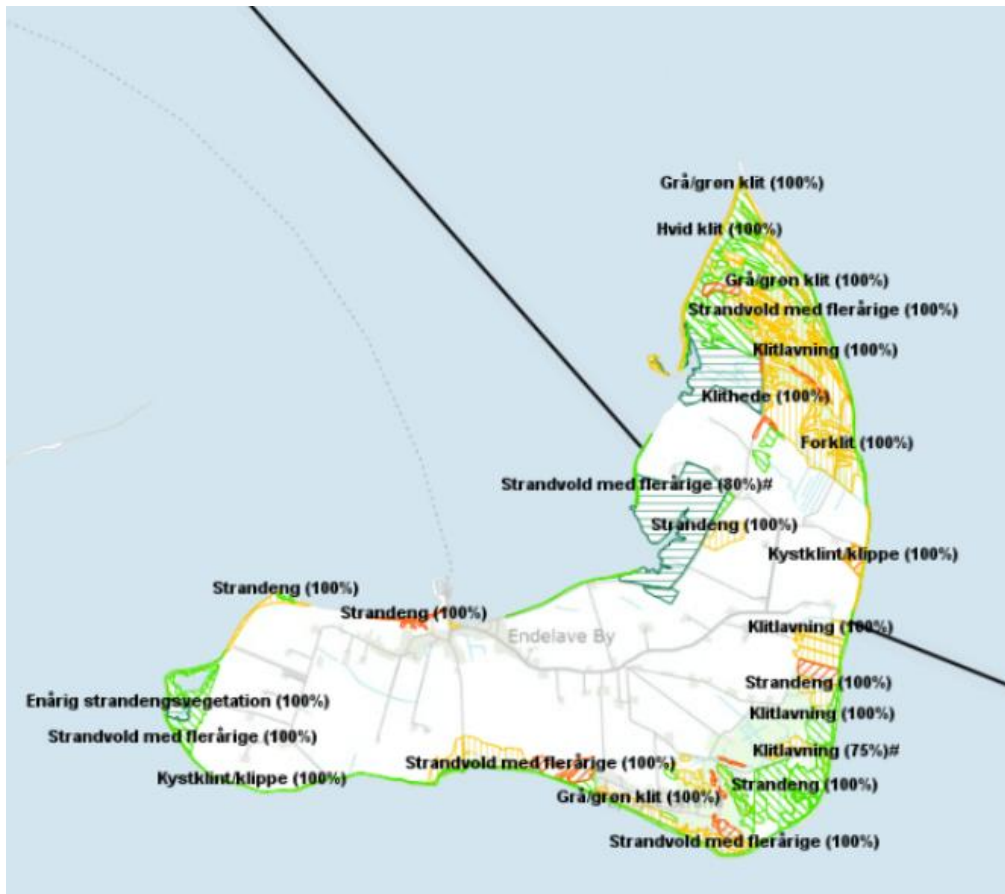 Grå/grøn klit (100%)
Hvid klit (100%)
Grå/grøn klit (100%)
Strandvold med flerårige (100%)
Klitlavning (100%)
Klithede (100%)
Forklit (100%)
Strandvold med flerårige (80%)#
Strandeng (100%)
Kystklint/klippe (100%)
Strandeng (100%)
Strandeng (100%)
Klitlavning (100%)
Endelave By
Strandeng (100%)
Enårig strandengsvegetation (100%)
Klitlavning (100%)
Strandvold med flerårige (100%)
Klitlavning (75%)#
Strandvold med flerårige (100%)
Kystklint/klippe (100%)
Strandeng (100%)
Grå/grøn klit (100%)
Strandvold med flerårige (100%)